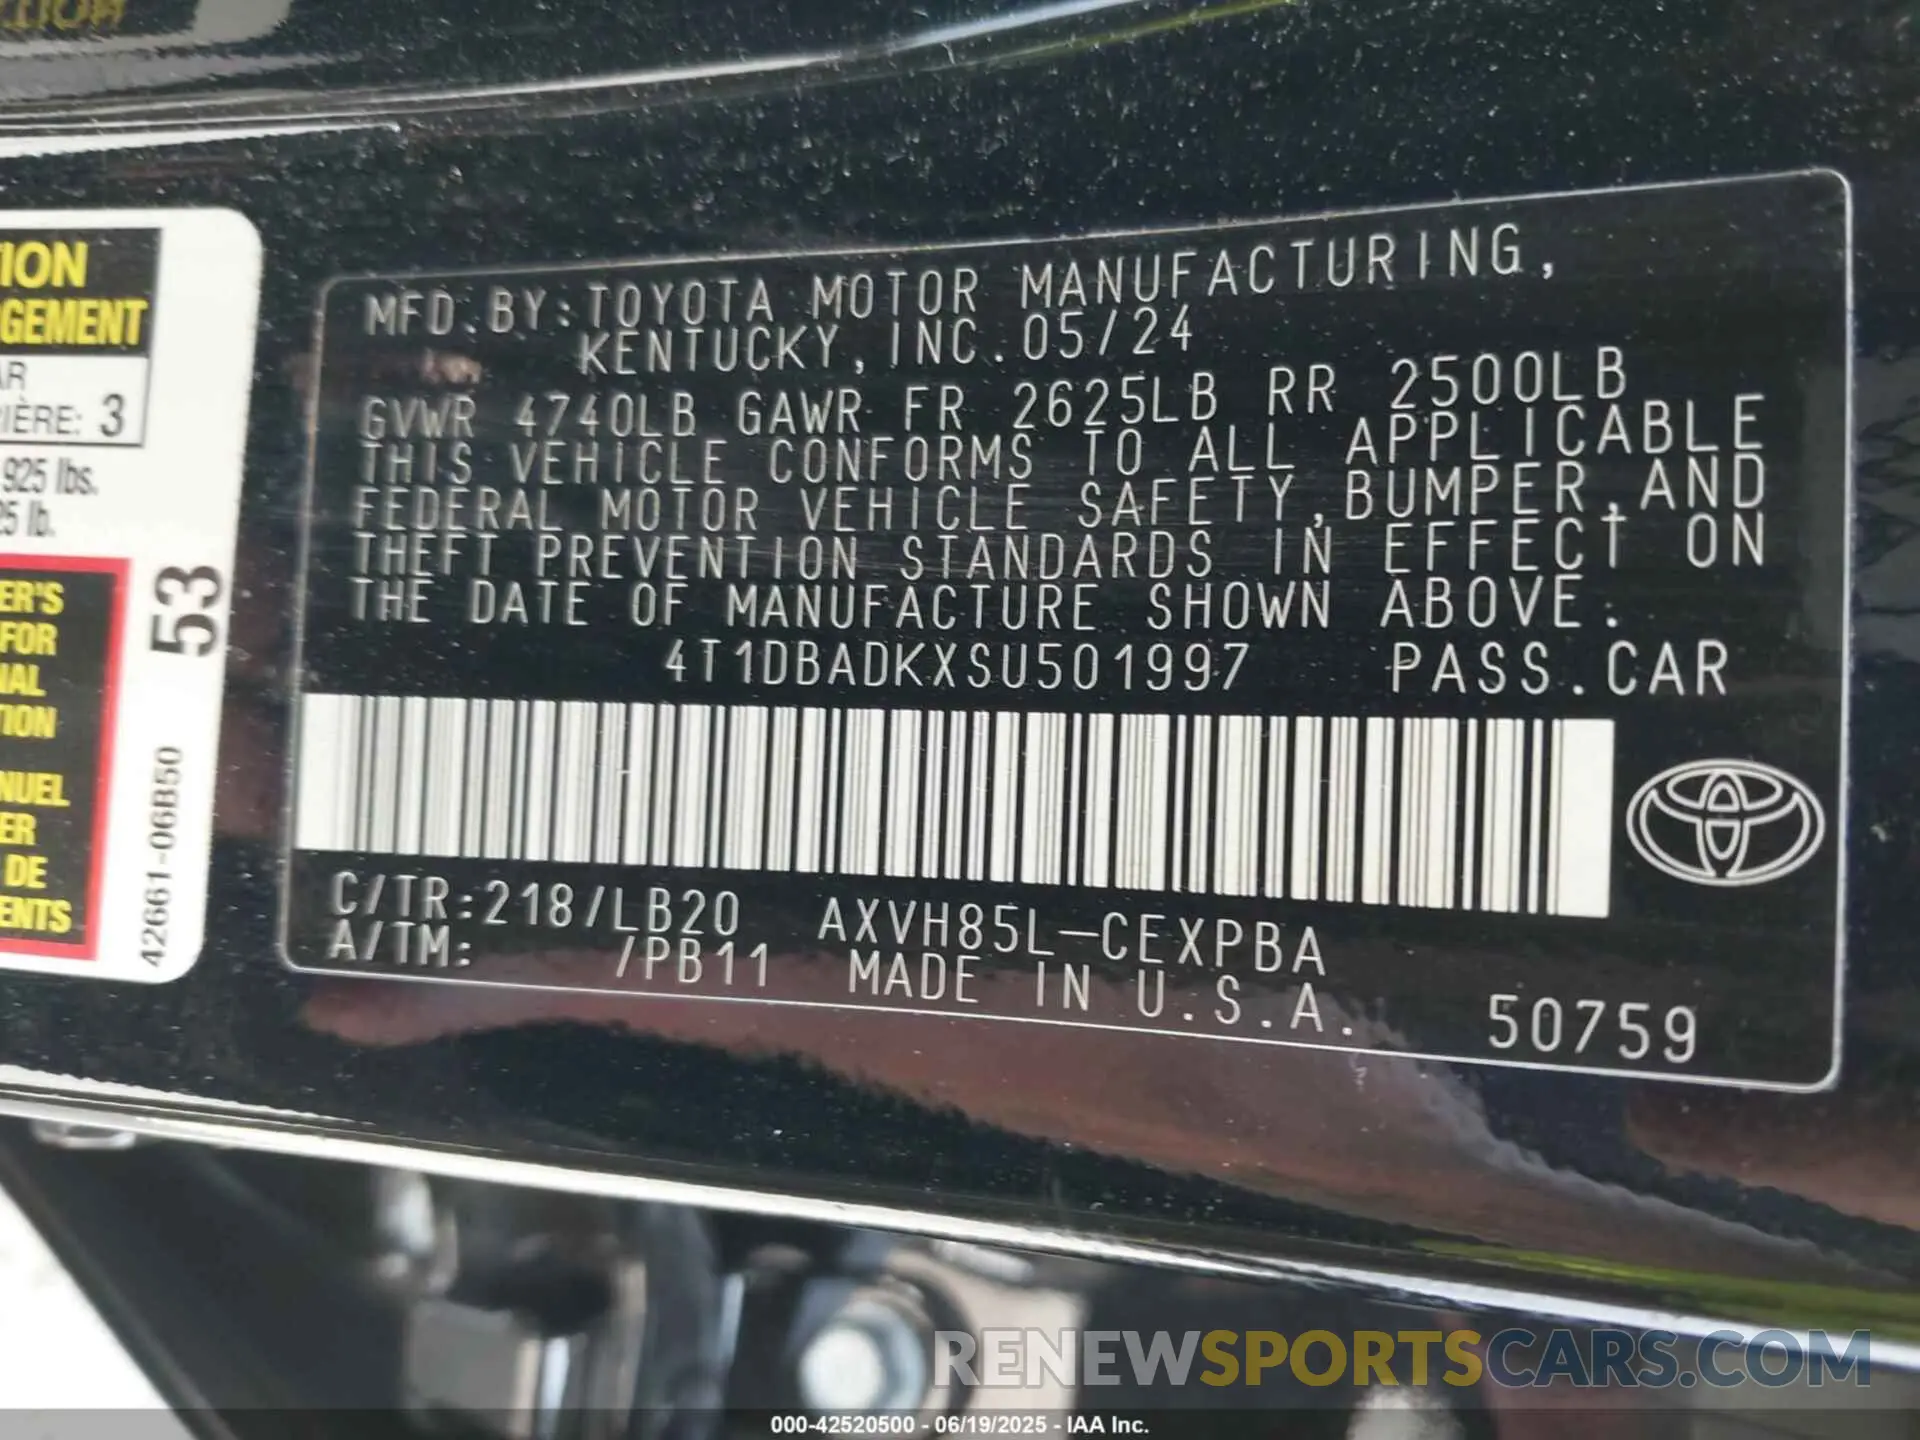 TION
GEMENT
AR
IÈRE: 3
925 lbs.
25 lb.
ER'S
FOR
NAL
TION
NUEL
ER
DE
ENTS
53
42661-06B50
MFD. BY: TOYOTA MOTOR MANUFACTURING,
KENTUCKY, INC. 05/24
GVWR 4740LB GAWR FR 2625LB RR 2500LB
THIS VEHICLE CONFORMS TO ALL APPLICABLE
FEDERAL MOTOR VEHICLE SAFETY, BUMPER, AND
THEFT PREVENTION STANDARDS IN EFFECT ON
THE DATE OF MANUFACTURE SHOWN ABOVE.
4T1DBADKXSU501997 PASS. CAR
C/TR: 218/LB20 AXVH85L-CEXPBA
A/TM: /PB11 MADE IN U.S.A. 50759
RENEWSPORTSCARS.COM
000-42520500 - 06/19/2025 - IAA Inc.